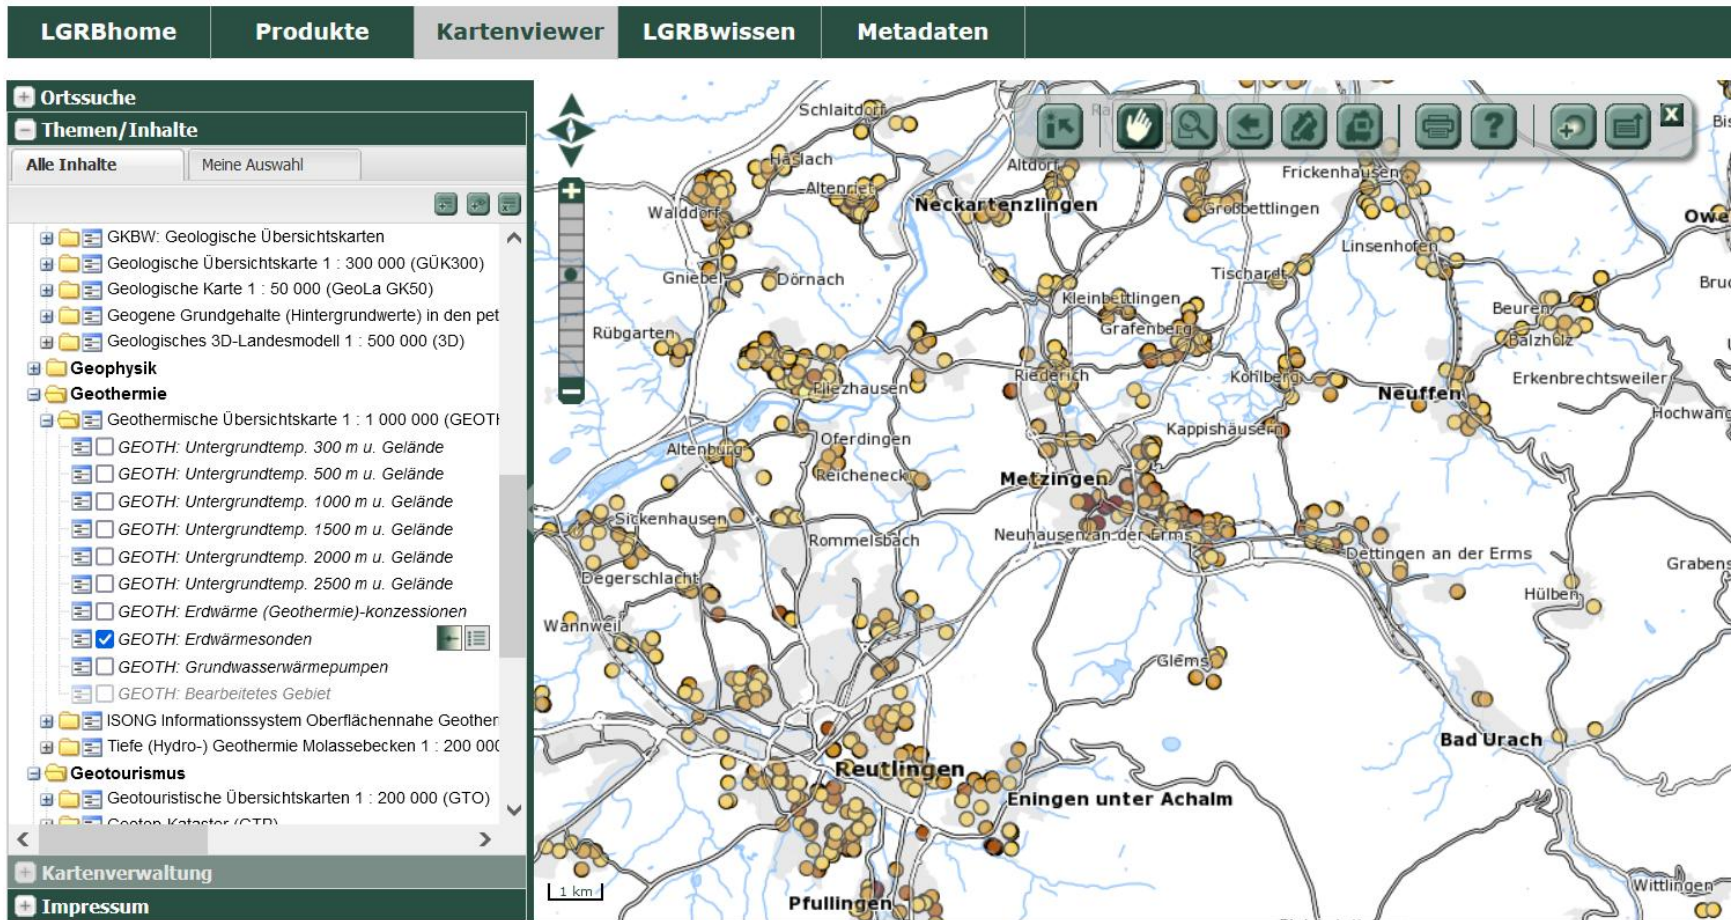 LGRBhome Produkte Kartenviewer LGRBwissen Metadaten
Ortssuche
Themen/Inhalte
Alle Inhalte Meine Auswahl
GKBW: Geologische Übersichtskarten
Geologische Übersichtskarte 1 : 300 000 (GÜK300)
Geologische Karte 1 : 50 000 (GeoLa GK50)
Geogene Grundgehalte (Hintergrundwerte) in den pet
Geologisches 3D-Landesmodell 1 : 500 000 (3D)
Geophysik
Geothermie
Geothermische Übersichtskarte 1 : 1 000 000 (GEOTH
GEOTH: Untergrundtemp. 300 m u. Gelände
GEOTH: Untergrundtemp. 500 m u. Gelände
GEOTH: Untergrundtemp. 1000 m u. Gelände
GEOTH: Untergrundtemp. 1500 m u. Gelände
GEOTH: Untergrundtemp. 2000 m u. Gelände
GEOTH: Untergrundtemp. 2500 m u. Gelände
GEOTH: Erdwärme (Geothermie)-konzessionen
GEOTH: Erdwärmesonden
GEOTH: Grundwasserwärmepumpen
GEOTH: Bearbeitetes Gebiet
ISONG Informationssystem Oberflächennahe Geother
Tiefe (Hydro-) Geothermie Molassebecken 1 : 200 000
Geotourismus
Geotouristische Übersichtskarten 1 : 200 000 (GTO)
Geotop-Kataster (GTP)
Kartenverwaltung
Impressum
Schlaitdorf
Häslach
Altdorf
Frickenhausen
Altenriet
Neckartenzlingen
Großbettlingen
Walddorf
Owe
Linsenhofen
Gniebel
Dörnach
Tischardt
Bruc
Kleinbettlingen
Beuren
Rübgarten
Grafenberg
Balzholz
Riederich
Kohlberg
Erkenbrechtsweiler
Pliezhausen
Neuffen
Hochwang
Kappishäusern
Oferdingen
Altenburg
Reicheneck
Metzingen
Sickenhausen
Rommelsbach
Neuhausen an der Erms
Dettingen an der Erms
Grabens
Degerschlacht
Hülben
Wannweil
Glems
Bad Urach
Reutlingen
Eningen unter Achalm
Wittlingen
1 km
Pfullingen